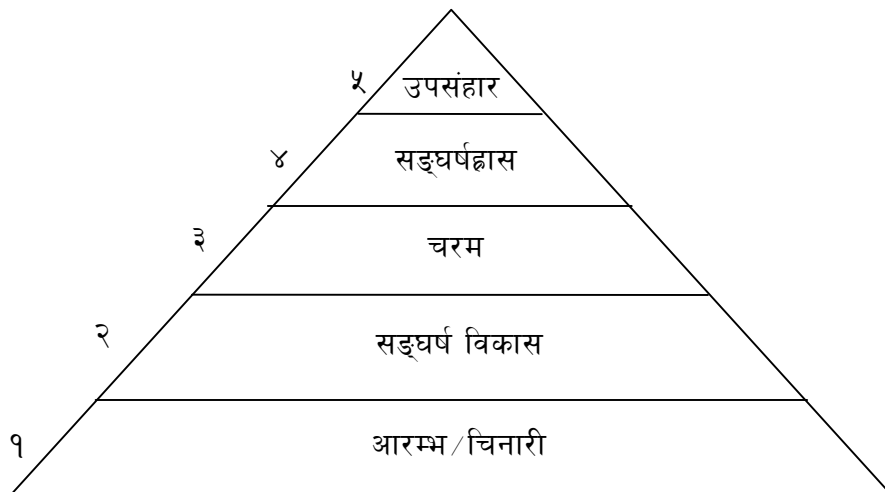 ५ उपसंहार
४ सङ्घर्षह्रास
३ चरम
२ सङ्घर्ष विकास
१ आरम्भ/चिनारी